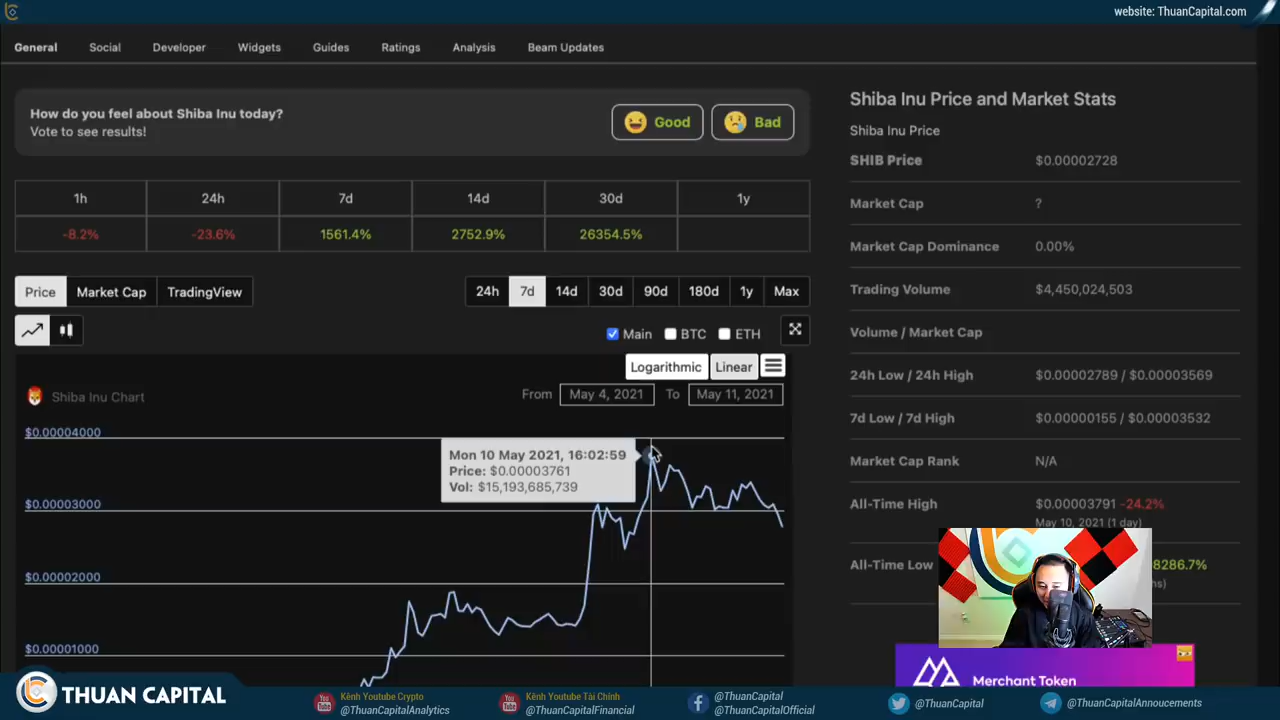 website: ThuanCapital.com
General Social Developer Widgets Guides Ratings Analysis Beam Updates
How do you feel about Shiba Inu today?
Vote to see results!
Good Bad
1h 24h 7d 14d 30d 1y
-8.2% -23.6% 1561.4% 2752.9% 26354.5%
Price Market Cap TradingView
24h 7d 14d 30d 90d 180d 1y Max
Main BTC ETH
Logarithmic Linear
Shiba Inu Chart
From May 4, 2021 To May 11, 2021
$0.00004000
$0.00003000
$0.00002000
$0.00001000
Mon 10 May 2021, 16:02:59
Price: $0.00003761
Vol: $15,193,685,739
Shiba Inu Price and Market Stats
Shiba Inu Price
SHIB Price $0.00002728
Market Cap ?
Market Cap Dominance 0.00%
Trading Volume $4,450,024,503
Volume / Market Cap
24h Low / 24h High $0.00002789 / $0.00003569
7d Low / 7d High $0.00000155 / $0.00003532
Market Cap Rank N/A
All-Time High $0.00003791 -24.2%
May 10, 2021 (1 day)
All-Time Low 8286.7%
Merchant Token
THUAN CAPITAL
Kênh Youtube Crypto
@ThuanCapitalAnalytics
Kênh Youtube Tài Chính
@ThuanCapitalFinancial
@ThuanCapital
@ThuanCapitalOfficial
@ThuanCapital
@ThuanCapitalAnnoucements